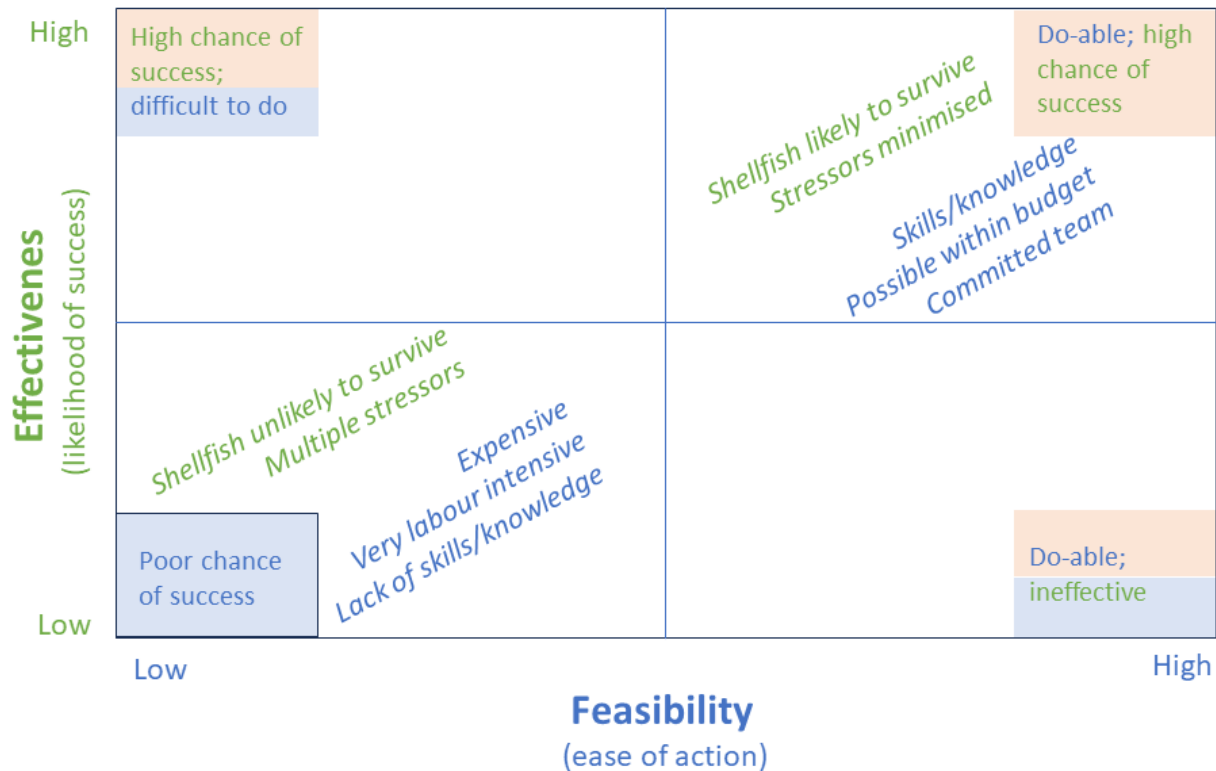 High
High chance of
success;
difficult to do
Do-able; high
chance of
success
Shellfish likely to survive
Stressors minimised
Skills/knowledge
Possible within budget
Committed team
Effectivenes
(likelihood of success)
Shellfish unlikely to survive
Multiple stressors
Expensive
Very labour intensive
Lack of skills/knowledge
Poor chance
of success
Do-able;
ineffective
Low
Low
High
Feasibility
(ease of action)